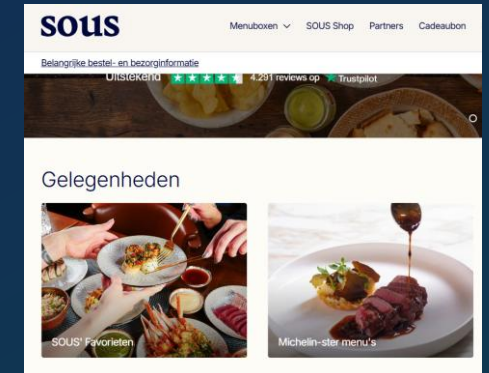 sous
Menuboxen
SOUS Shop
Partners
Cadeaubon
Belangrijke bestel- en bezorginformatie
Uitstekend
4.291 reviews op Trustpilot
Gelegenheden
SOUS' Favorieten
Michelin-ster menu's